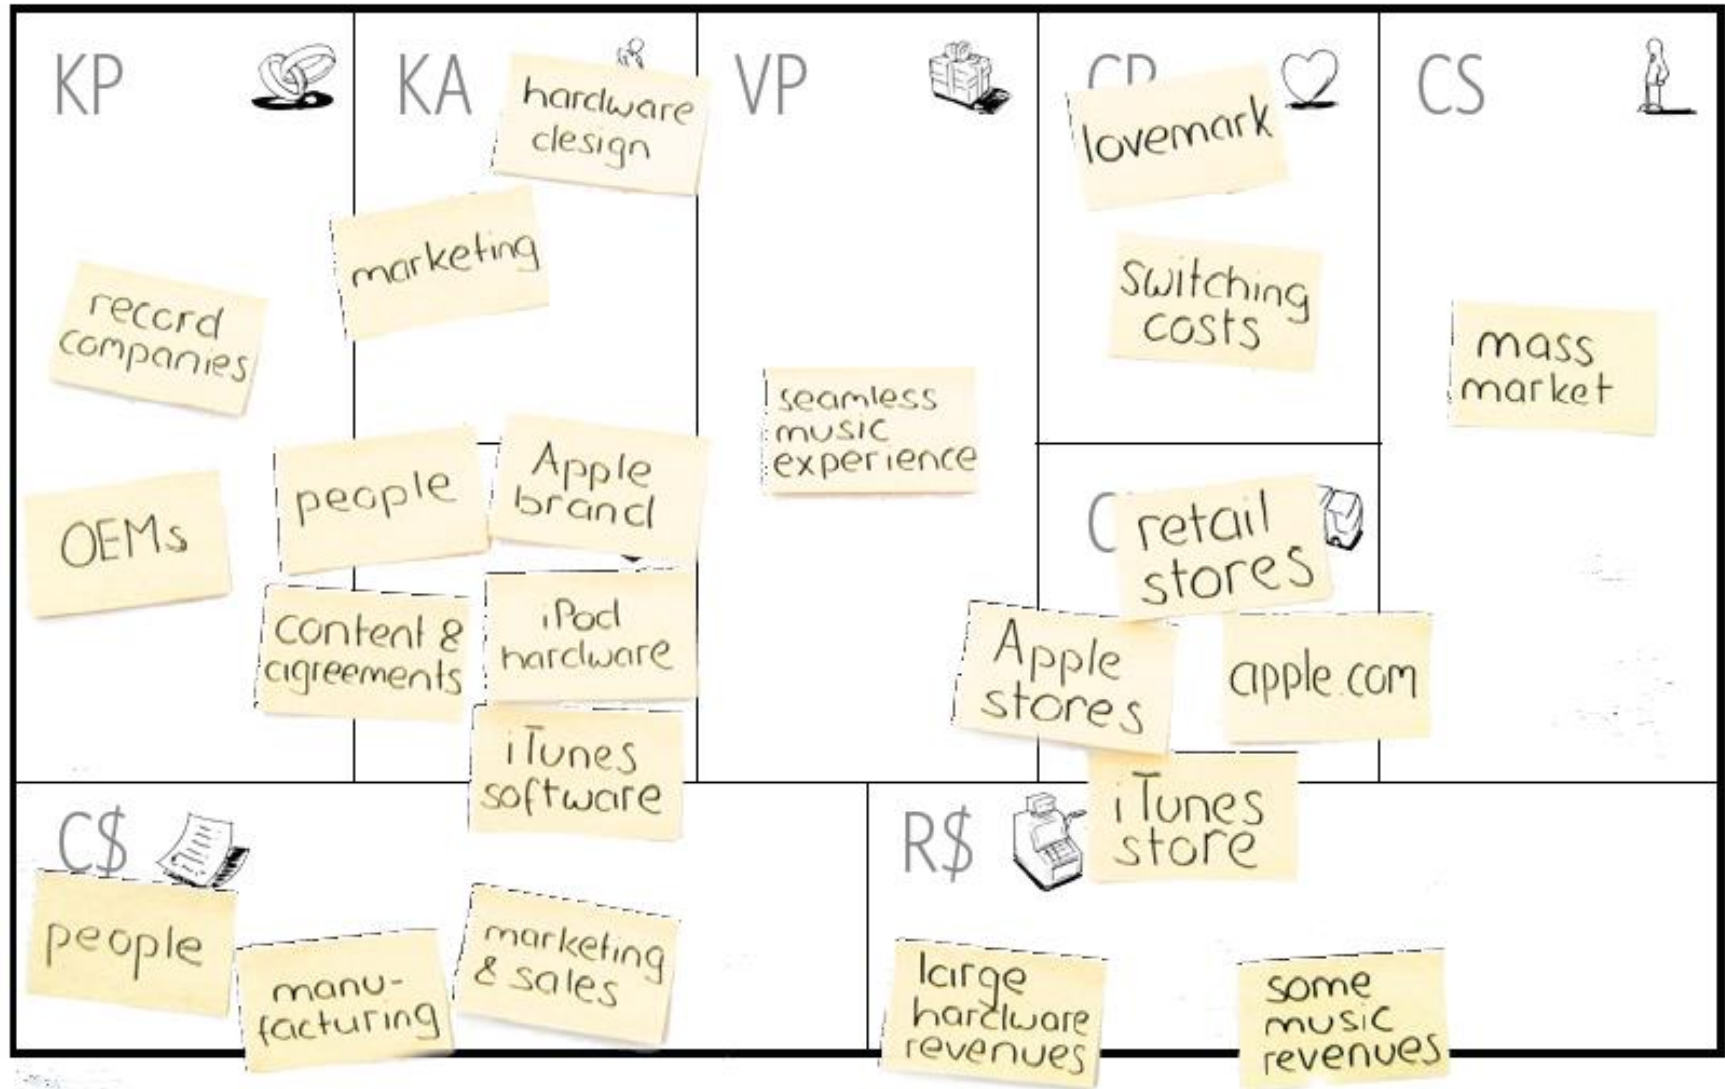 KP
record
companies
OEMs
KA
hardware
design
marketing
people
Apple
brand
content &
agreements
iPod
hardware
iTunes
software
VP
seamless
music
experience
CR
lovemark
switching
costs
retail
stores
Apple
stores
apple.com
iTunes
store
CS
mass
market
C$
people
manu-
facturing
marketing
& sales
R$
large
hardware
revenues
some
music
revenues